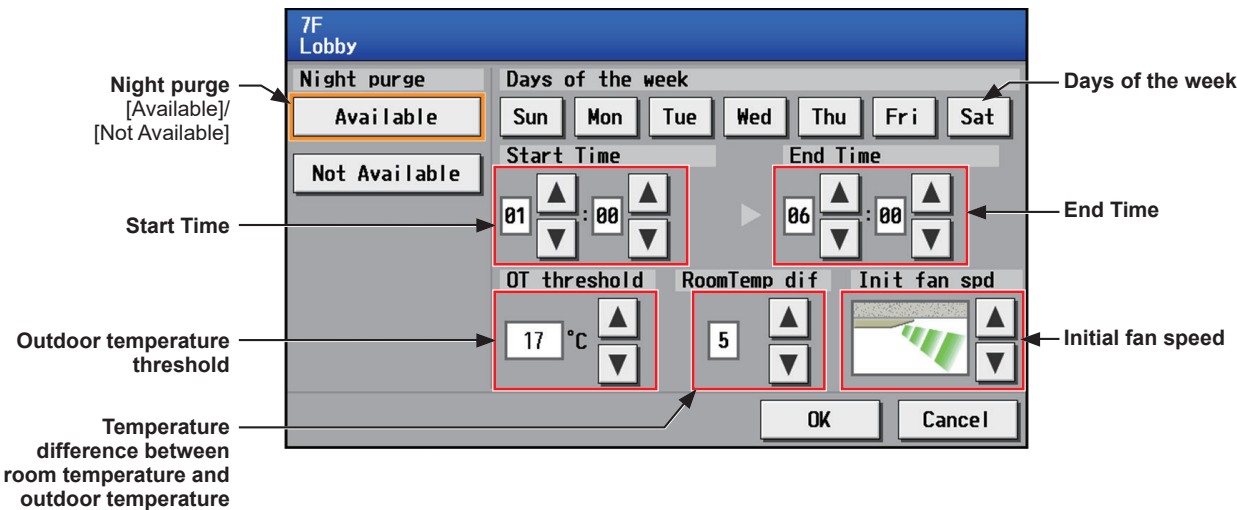 7F
Lobby
Night purge
Days of the week
Available
Sun Mon Tue Wed Thu Fri Sat
Not Available
Start Time
End Time
01 : 00
06 : 00
OT threshold
RoomTemp dif
Init fan spd
17 °C
5
OK
Cancel
Night purge
[Available]/
[Not Available]
Start Time
Outdoor temperature
threshold
Temperature
difference between
room temperature and
outdoor temperature
Days of the week
End Time
Initial fan speed